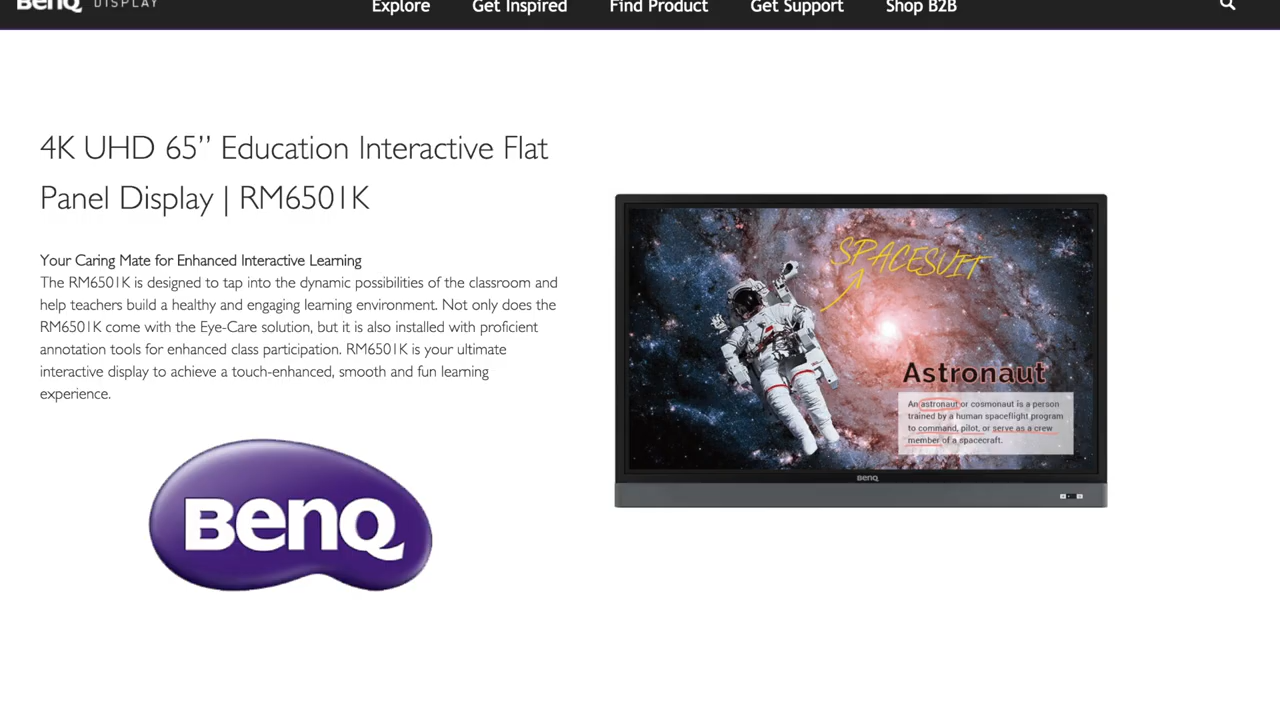 BenQ DISPLAY
Explore Get Inspired Find Product Get Support Shop B2B
4K UHD 65” Education Interactive Flat
Panel Display | RM6501K
Your Caring Mate for Enhanced Interactive Learning
The RM6501K is designed to tap into the dynamic possibilities of the classroom and
help teachers build a healthy and engaging learning environment. Not only does the
RM6501K come with the Eye-Care solution, but it is also installed with proficient
annotation tools for enhanced class participation. RM6501K is your ultimate
interactive display to achieve a touch-enhanced, smooth and fun learning
experience.
BenQ
SPACESUIT
Astronaut
An astronaut or cosmonaut is a person
trained by a human spaceflight program
to command, pilot, or serve as a crew
member of a spacecraft.
BenQ